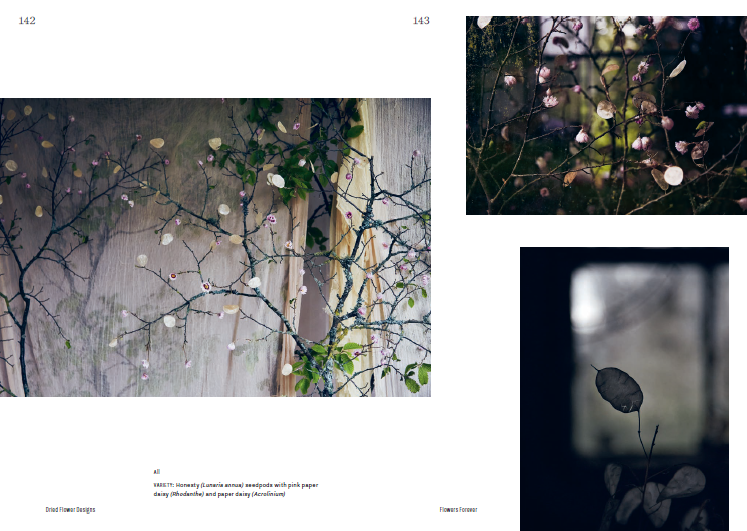 142
143
All
VARIETY: Honesty (Lunaria annua) seedpods with pink paper
daisy (Rhodanthe) and paper daisy (Acrolinium)
Dried Flower Designs
Flowers Forever